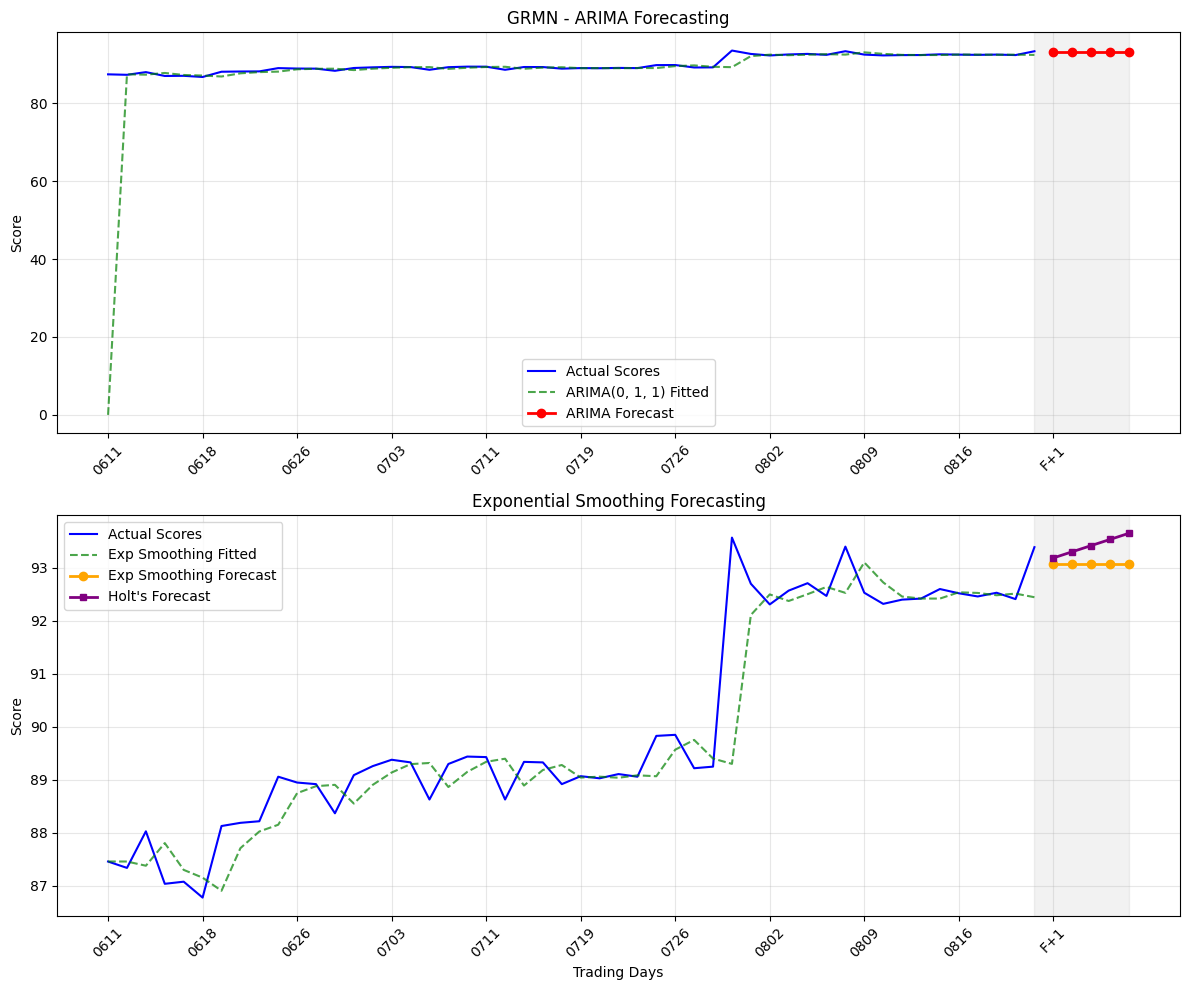 GRMN - ARIMA Forecasting
Score
80
60
40
20
0
Actual Scores
ARIMA(0, 1, 1) Fitted
ARIMA Forecast
0611
0618
0626
0703
0711
0719
0726
0802
0809
0816
F+1
Exponential Smoothing Forecasting
Actual Scores
Exp Smoothing Fitted
Exp Smoothing Forecast
Holt's Forecast
Score
93
92
91
90
89
88
87
0611
0618
0626
0703
0711
0719
0726
0802
0809
0816
F+1
Trading Days